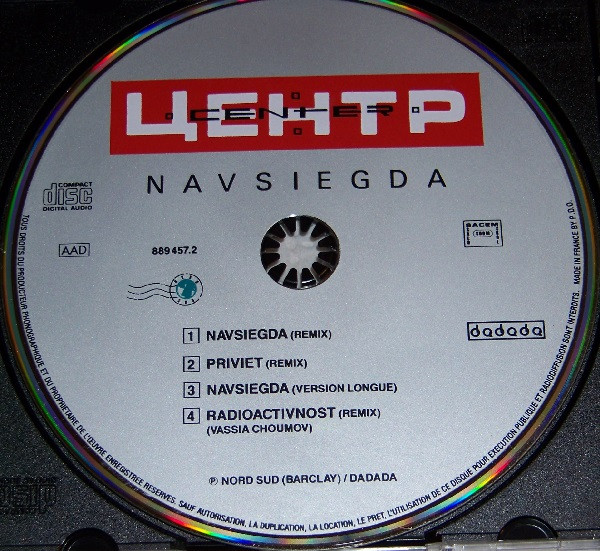 ЦЕНТР
CENTER
NAVSIEGDA
COMPACT
disc
DIGITAL AUDIO
SACEM
AAD
889 457.2
dadada
1 NAVSIEGDA (REMIX)
2 PRIVIET (REMIX)
3 NAVSIEGDA (VERSION LONGUE)
4 RADIOACTIVNOST (REMIX)
(VASSIA CHOUMOV)
℗ NORD SUD (BARCLAY) / DADADA
TOUS DROITS DU PRODUCTEUR PHONOGRAPHIQUE ET DU PROPRIETAIRE DE L'ŒUVRE ENREGISTREE RESERVES. SAUF AUTORISATION, LA DUPLICATION, LA LOCATION, LE PRET, L'UTILISATION DE CE DISQUE POUR EXECUTION PUBLIQUE ET RADIODIFFUSION SONT INTERDITS. MADE IN FRANCE BY P.D.O.